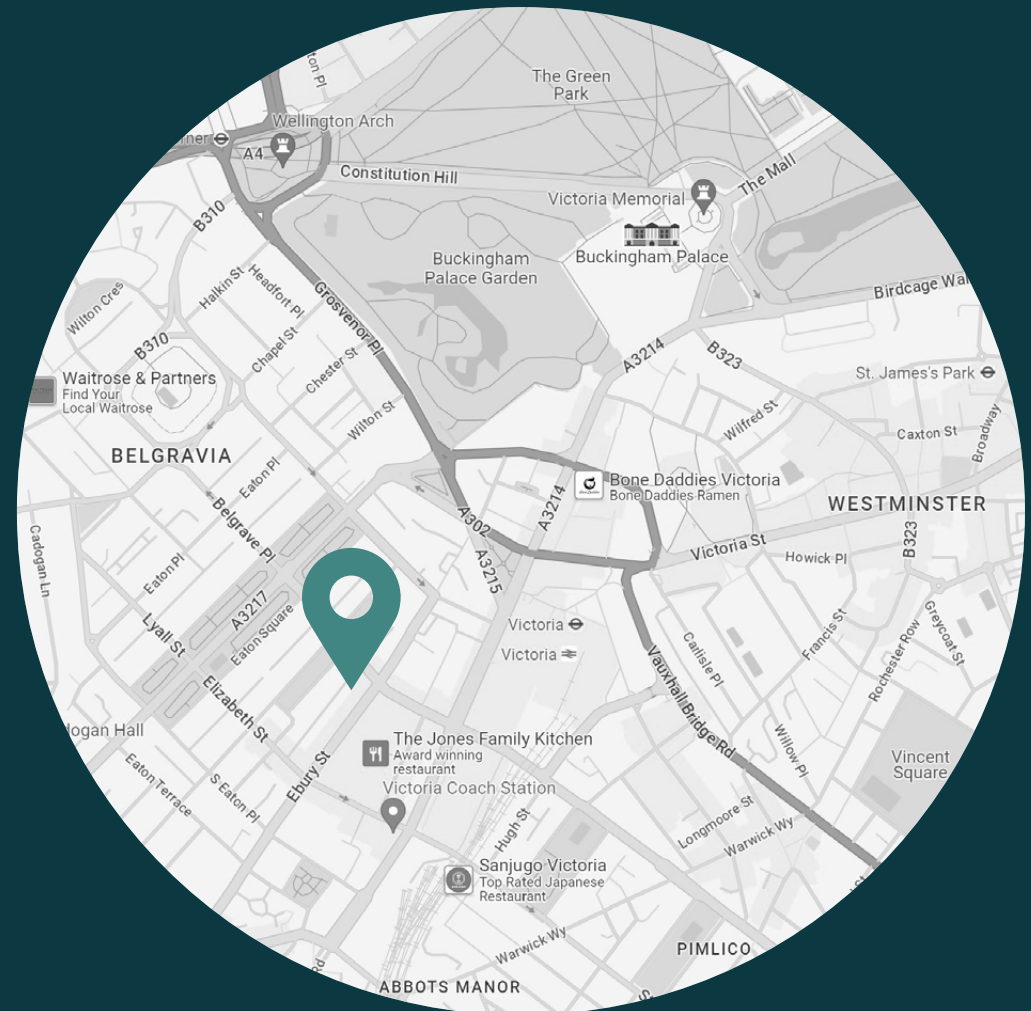 ton Pl
The Green
Park
Wellington Arch
ner
A4
Constitution Hill
The Mall
Victoria Memorial
B310
Buckingham Palace
Buckingham
Palace Garden
Halkin St
Headfort Pl
Wilton Cres
Grosvenor Pl
Birdcage Wal
B310
Chapel St
Chester St
A3214
B323
St. James's Park
Waitrose & Partners
Find Your
Local Waitrose
Wilton St
Wilfred St
Caxton St
Broadway
BELGRAVIA
Eaton Pl
Bone Daddies Victoria
Bone Daddies Ramen
WESTMINSTER
Belgrave Pl
A302
A3214
Victoria St
B323
Howick Pl
Cadogan Ln
Eaton Pl
A3215
A3217
Lyall St
Eaton Square
Victoria
Victoria
Carlisle Pl
Francis St
Rochester Row
Greycoat St
Elizabeth St
Vauxhall Bridge Rd
logan Hall
The Jones Family Kitchen
Award winning
restaurant
Willow Pl
Vincent
Square
Ebury St
Eaton Terrace
S Eaton Pl
Victoria Coach Station
Hugh St
Longmoore St
Warwick Wy
Sanjugo Victoria
Top Rated Japanese
Restaurant
Warwick Wy
PIMLICO
Rd
ABBOTS MANOR